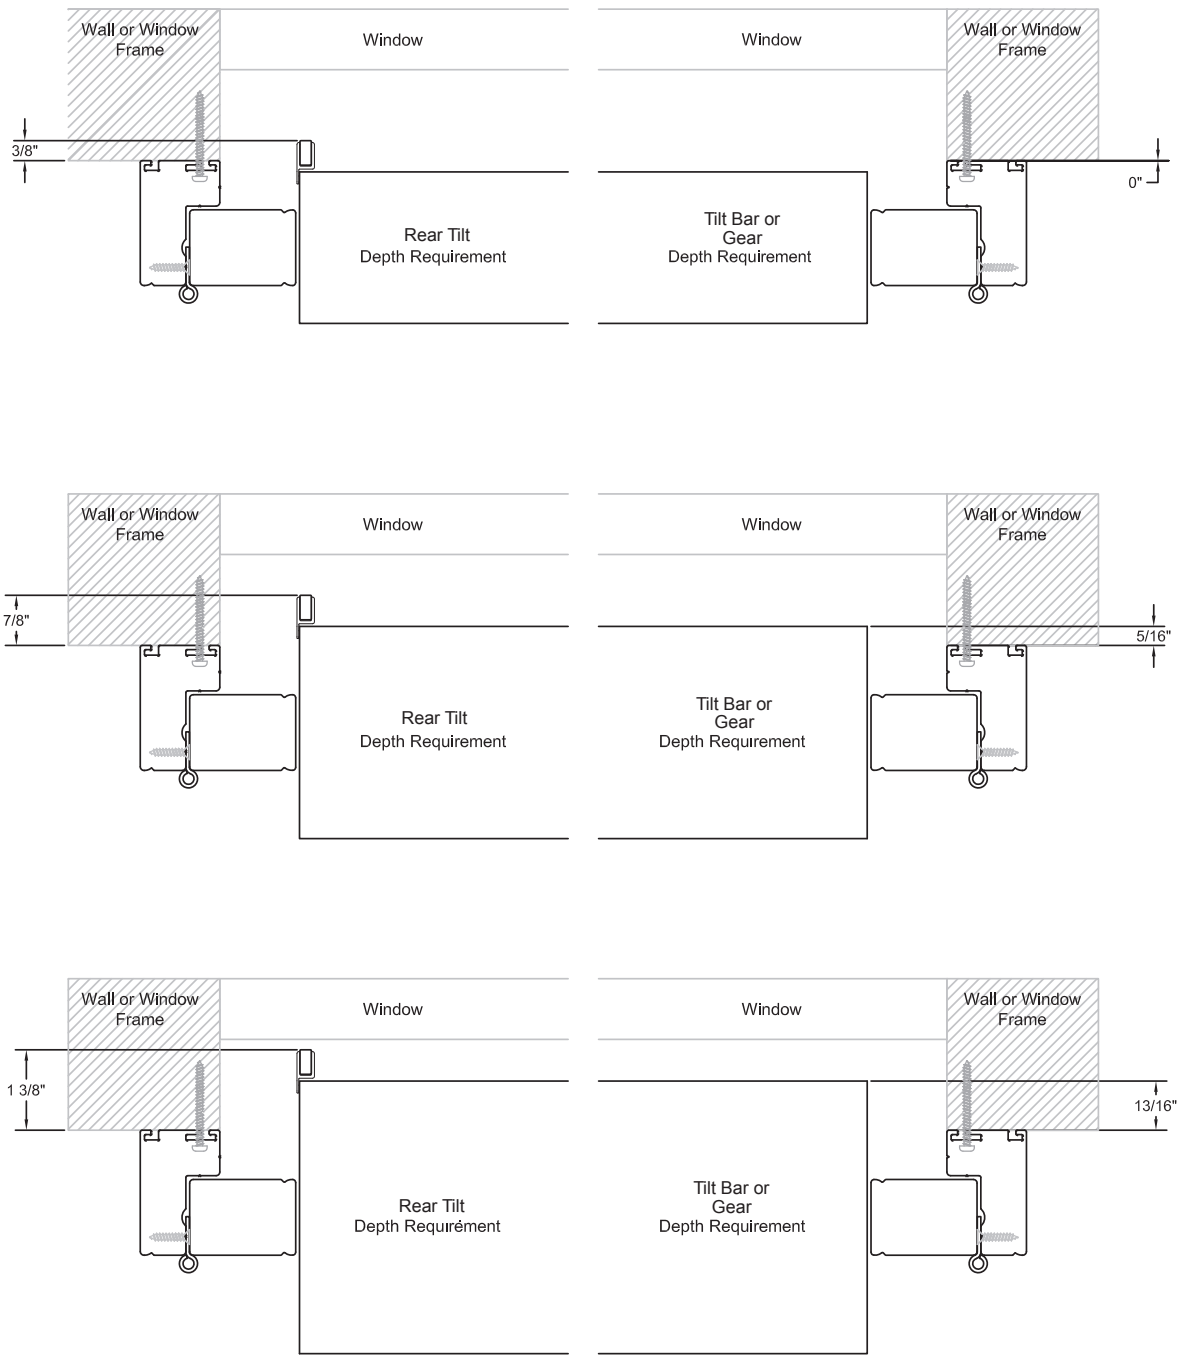 Wall or Window
Frame
Window
Window
Wall or Window
Frame
3/8"
0"
Rear Tilt
Depth Requirement
Tilt Bar or
Gear
Depth Requirement
Wall or Window
Frame
Window
Window
Wall or Window
Frame
7/8"
5/16"
Rear Tilt
Depth Requirement
Tilt Bar or
Gear
Depth Requirement
Wall or Window
Frame
Window
Window
Wall or Window
Frame
1 3/8"
13/16"
Rear Tilt
Depth Requirement
Tilt Bar or
Gear
Depth Requirement